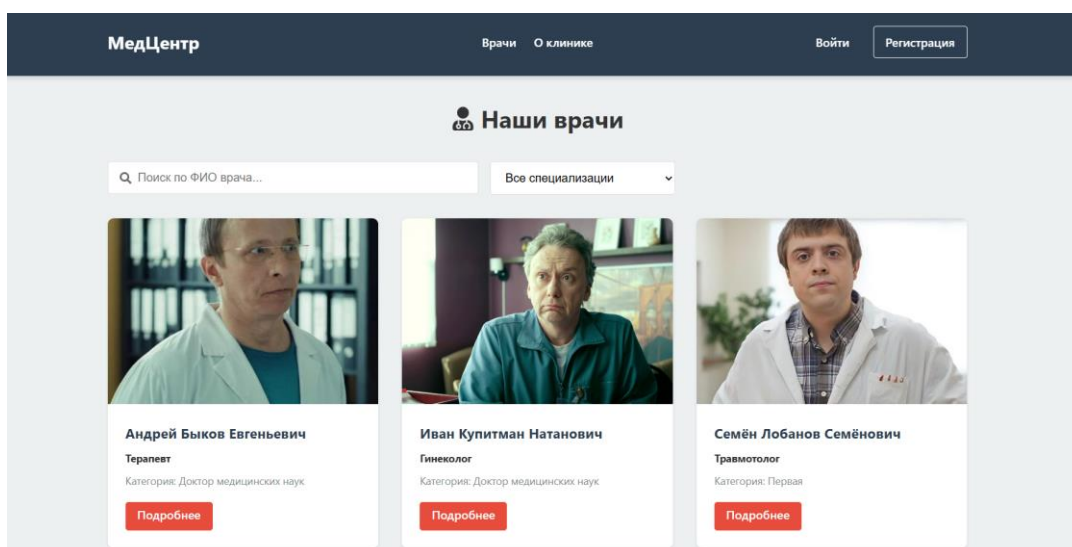 МедЦентр
Врачи О клинике
Войти
Регистрация
Наши врачи
Поиск по ФИО врача...
Все специализации
Андрей Быков Евгеньевич
Терапевт
Категория: Доктор медицинских наук
Подробнее
Иван Купитман Натанович
Гинеколог
Категория: Доктор медицинских наук
Подробнее
Семён Лобанов Семёнович
Травмотолог
Категория: Первая
Подробнее